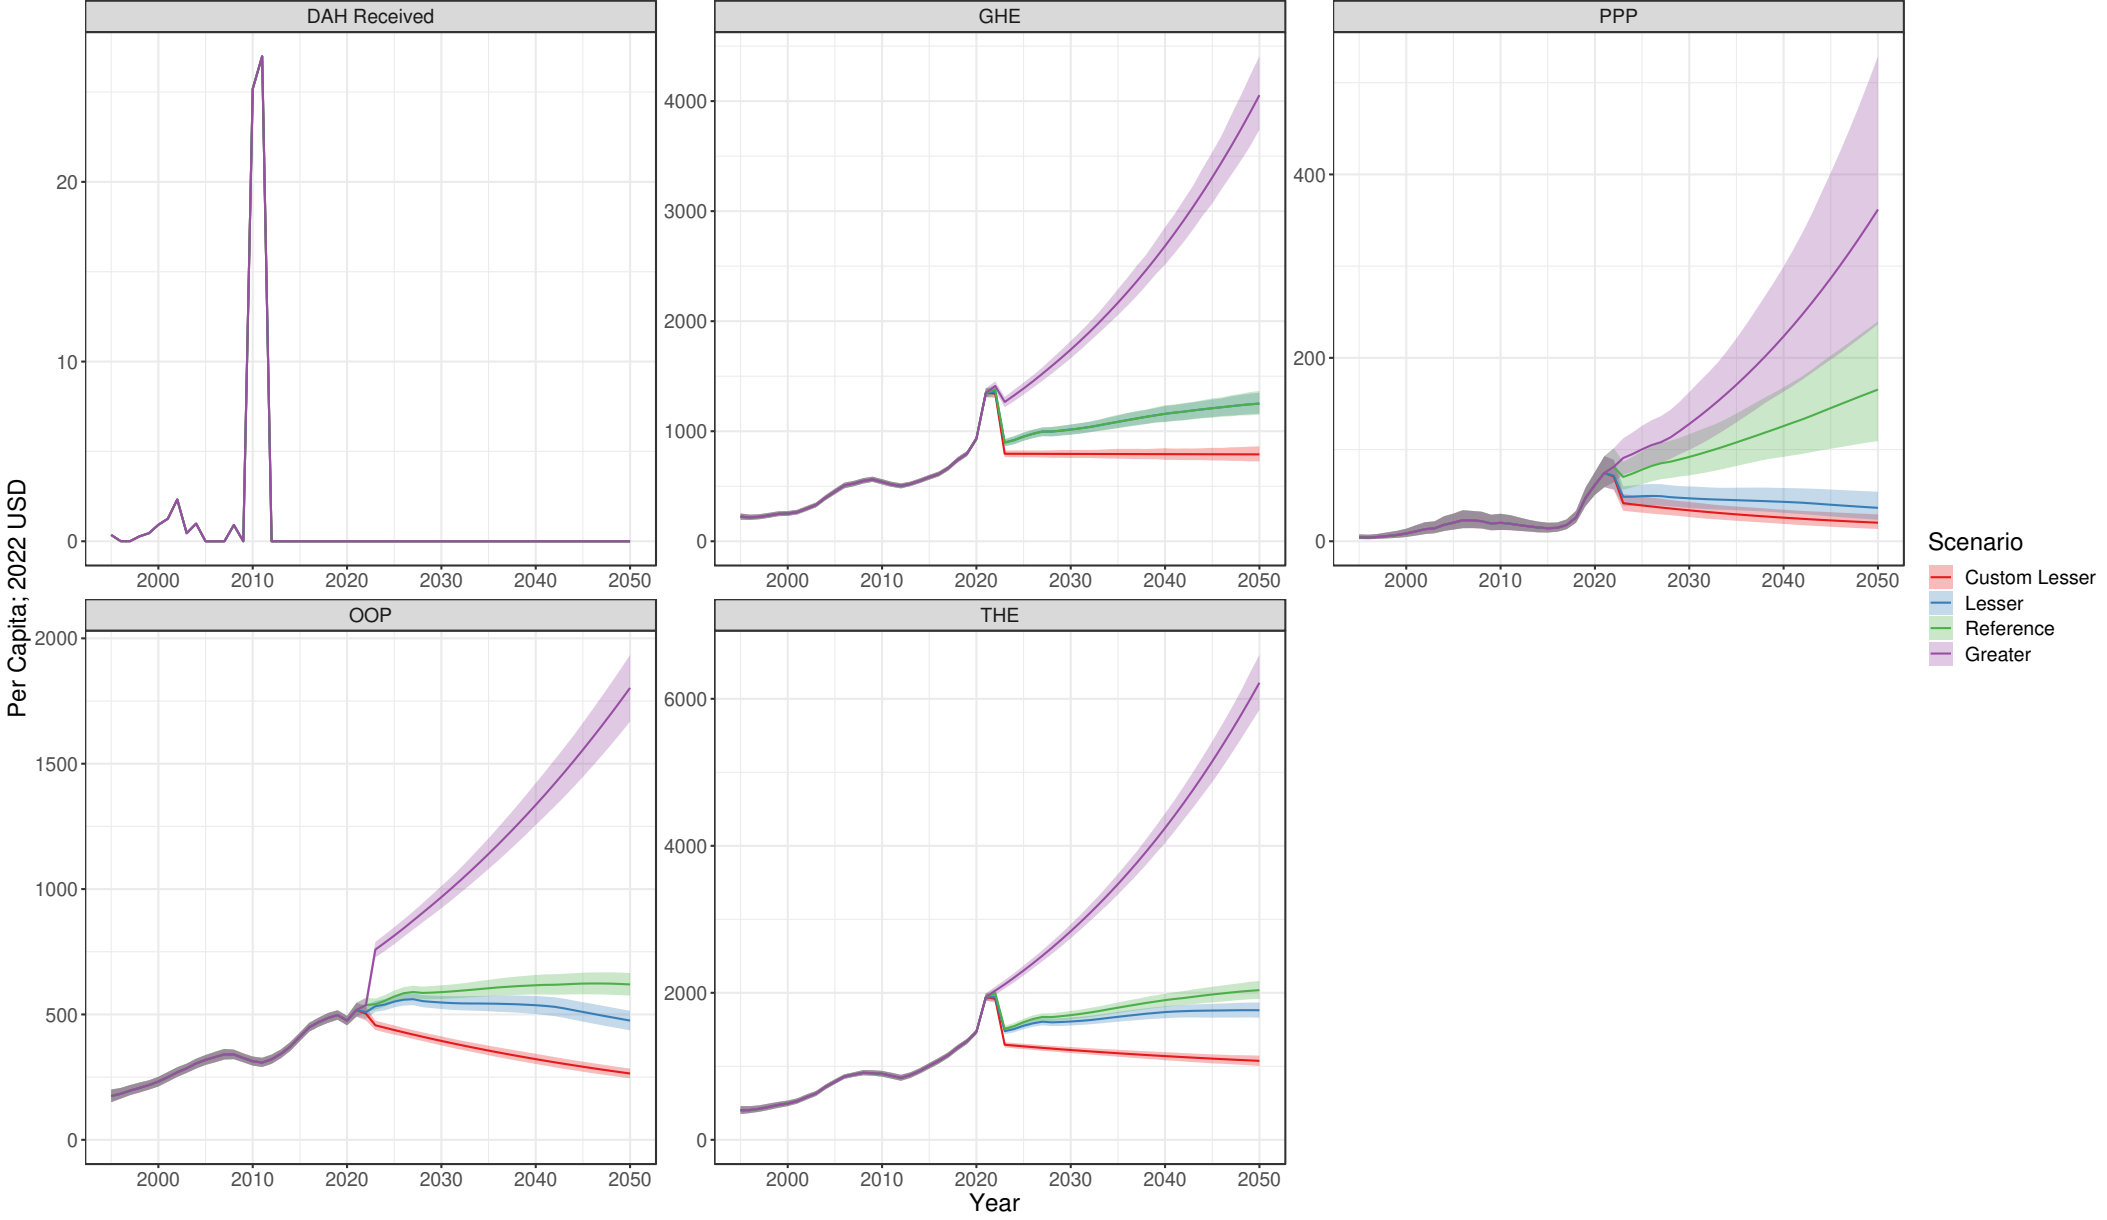 DAH Received
GHE
PPP
20
10
0
2000 2010 2020 2030 2040 2050
4000
3000
2000
1000
0
2000 2010 2020 2030 2040 2050
400
200
0
2000 2010 2020 2030 2040 2050
OOP
THE
2000
1500
1000
500
0
2000 2010 2020 2030 2040 2050
6000
4000
2000
0
2000 2010 2020 2030 2040 2050
Per Capita; 2022 USD
Year
Scenario
Custom Lesser
Lesser
Reference
Greater